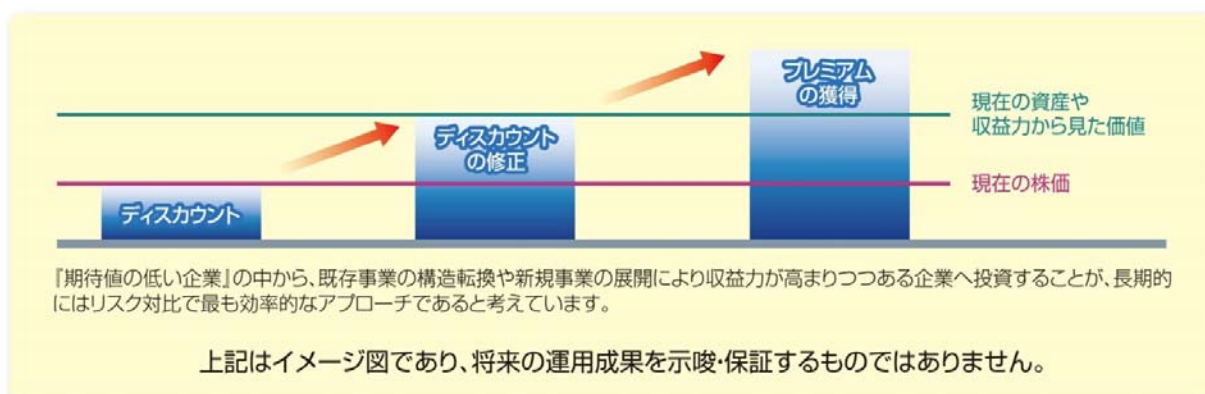 プレミアム
の獲得
現在の資産や
収益力から見た価値
ディスカウント
の修正
現在の株価
ディスカウント
『期待値の低い企業』の中から、既存事業の構造転換や新規事業の展開により収益力が高まりつつある企業へ投資することが、長期的
にはリスク対比で最も効率的なアプローチであると考えています。
上記はイメージ図であり、将来の運用成果を示唆・保証するものではありません。